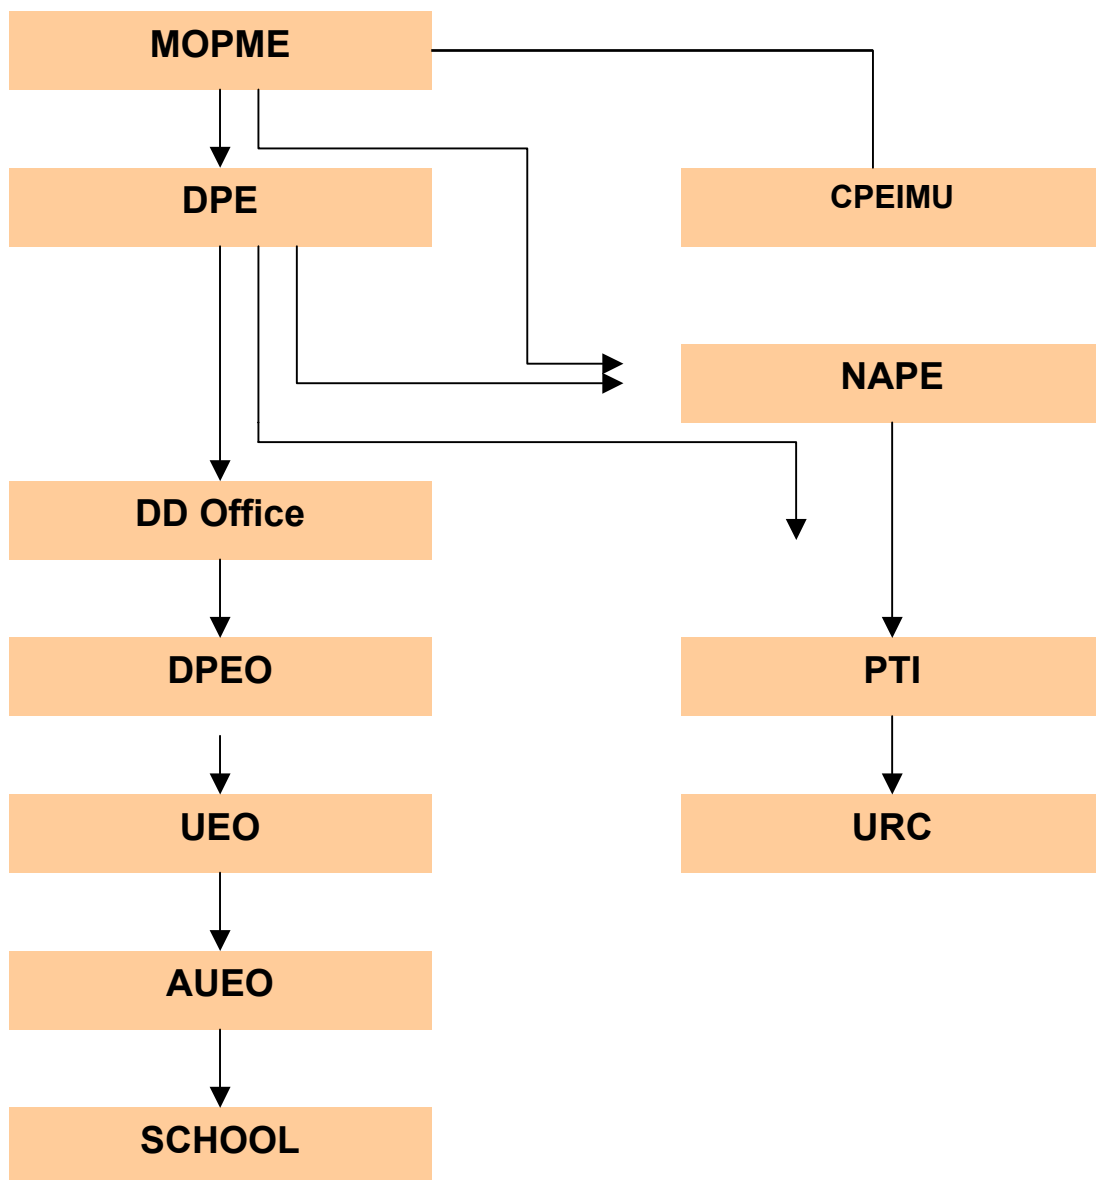 MOPME
DPE
CPEIMU
NAPE
DD Office
DPEO
PTI
UEO
URC
AUEO
SCHOOL